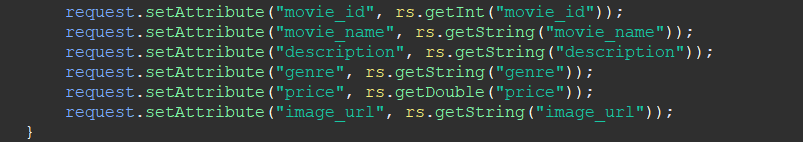 request.setAttribute("movie_id", rs.getInt("movie_id"));
request.setAttribute("movie_name", rs.getString("movie_name"));
request.setAttribute("description", rs.getString("description"));
request.setAttribute("genre", rs.getString("genre"));
request.setAttribute("price", rs.getDouble("price"));
request.setAttribute("image_url", rs.getString("image_url"));
}